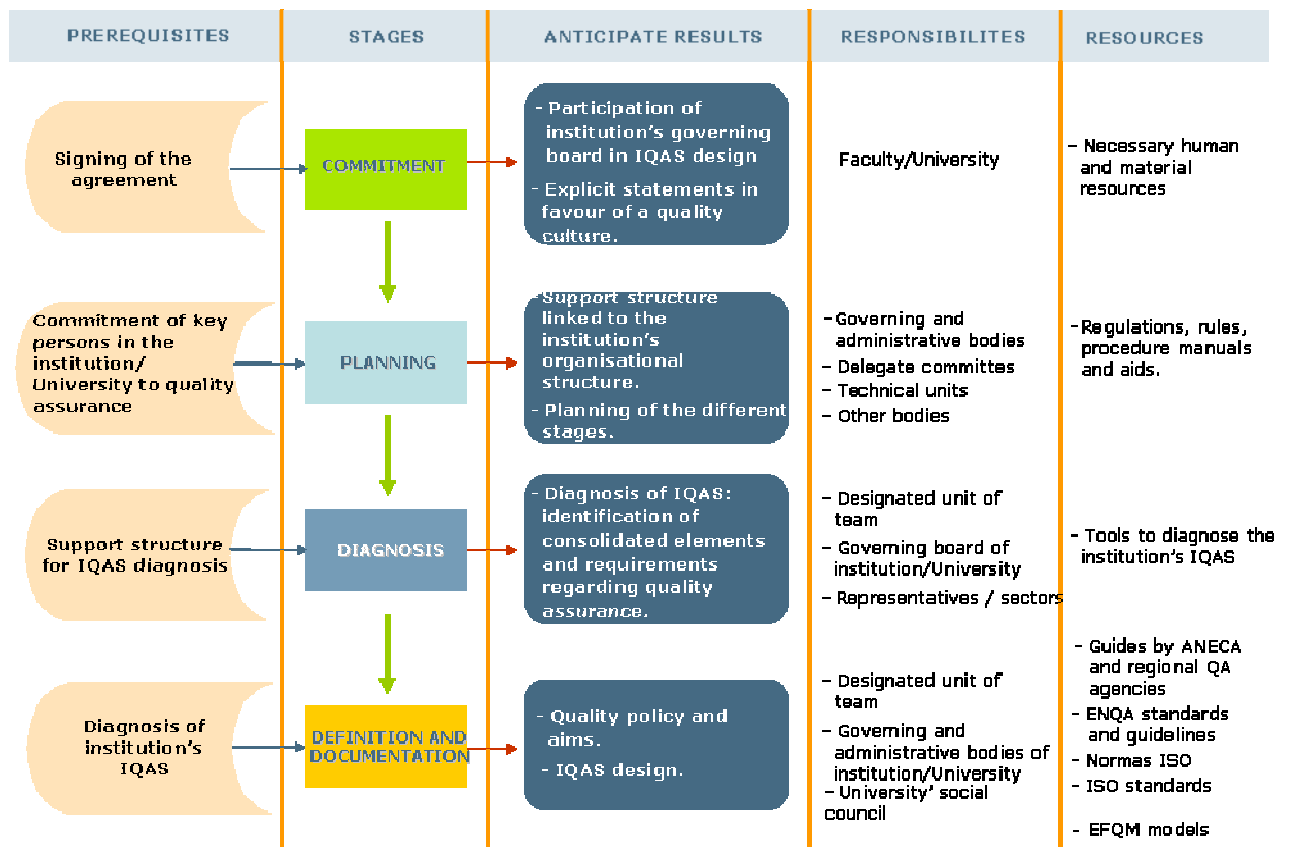 PREREQUISITES
STAGES
ANTICIPATE RESULTS
RESPONSIBILITES
RESOURCES
Signing of the
agreement
COMMITMENT
- Participation of
institution's governing
board in IQAS design
- Explicit statements in
favour of a quality
culture.
Faculty/University
- Necessary human
and material
resources
Commitment of key
persons in the
institution/
University to quality
assurance
PLANNING
Support structure
linked to the
institution's
organisational
structure.
- Planning of the different
stages.
-Governing and
administrative bodies
- Delegate committes
- Technical units
- Other bodies
-Regulations, rules,
procedure manuals
and aids.
Support structure
for IQAS diagnosis
DIAGNOSIS
- Diagnosis of IQAS:
identification of
consolidated elements
and requirements
regarding quality
assurance.
- Designated unit of
team
- Governing board of
institution/University
- Representatives / sectors
- Tools to diagnose the
institution's IQAS
Diagnosis of
institution's
IQAS
DEFINITION AND
DOCUMENTATION
- Quality policy and
aims.
- IQAS design.
- Designated unit of
team
- Governing and
administrative bodies of
institution/University
- University' social
council
- Guides by ANECA
and regional QA
agencies
- ENQA standards
and guidelines
- Normas ISO
- ISO standards
- EFQM models